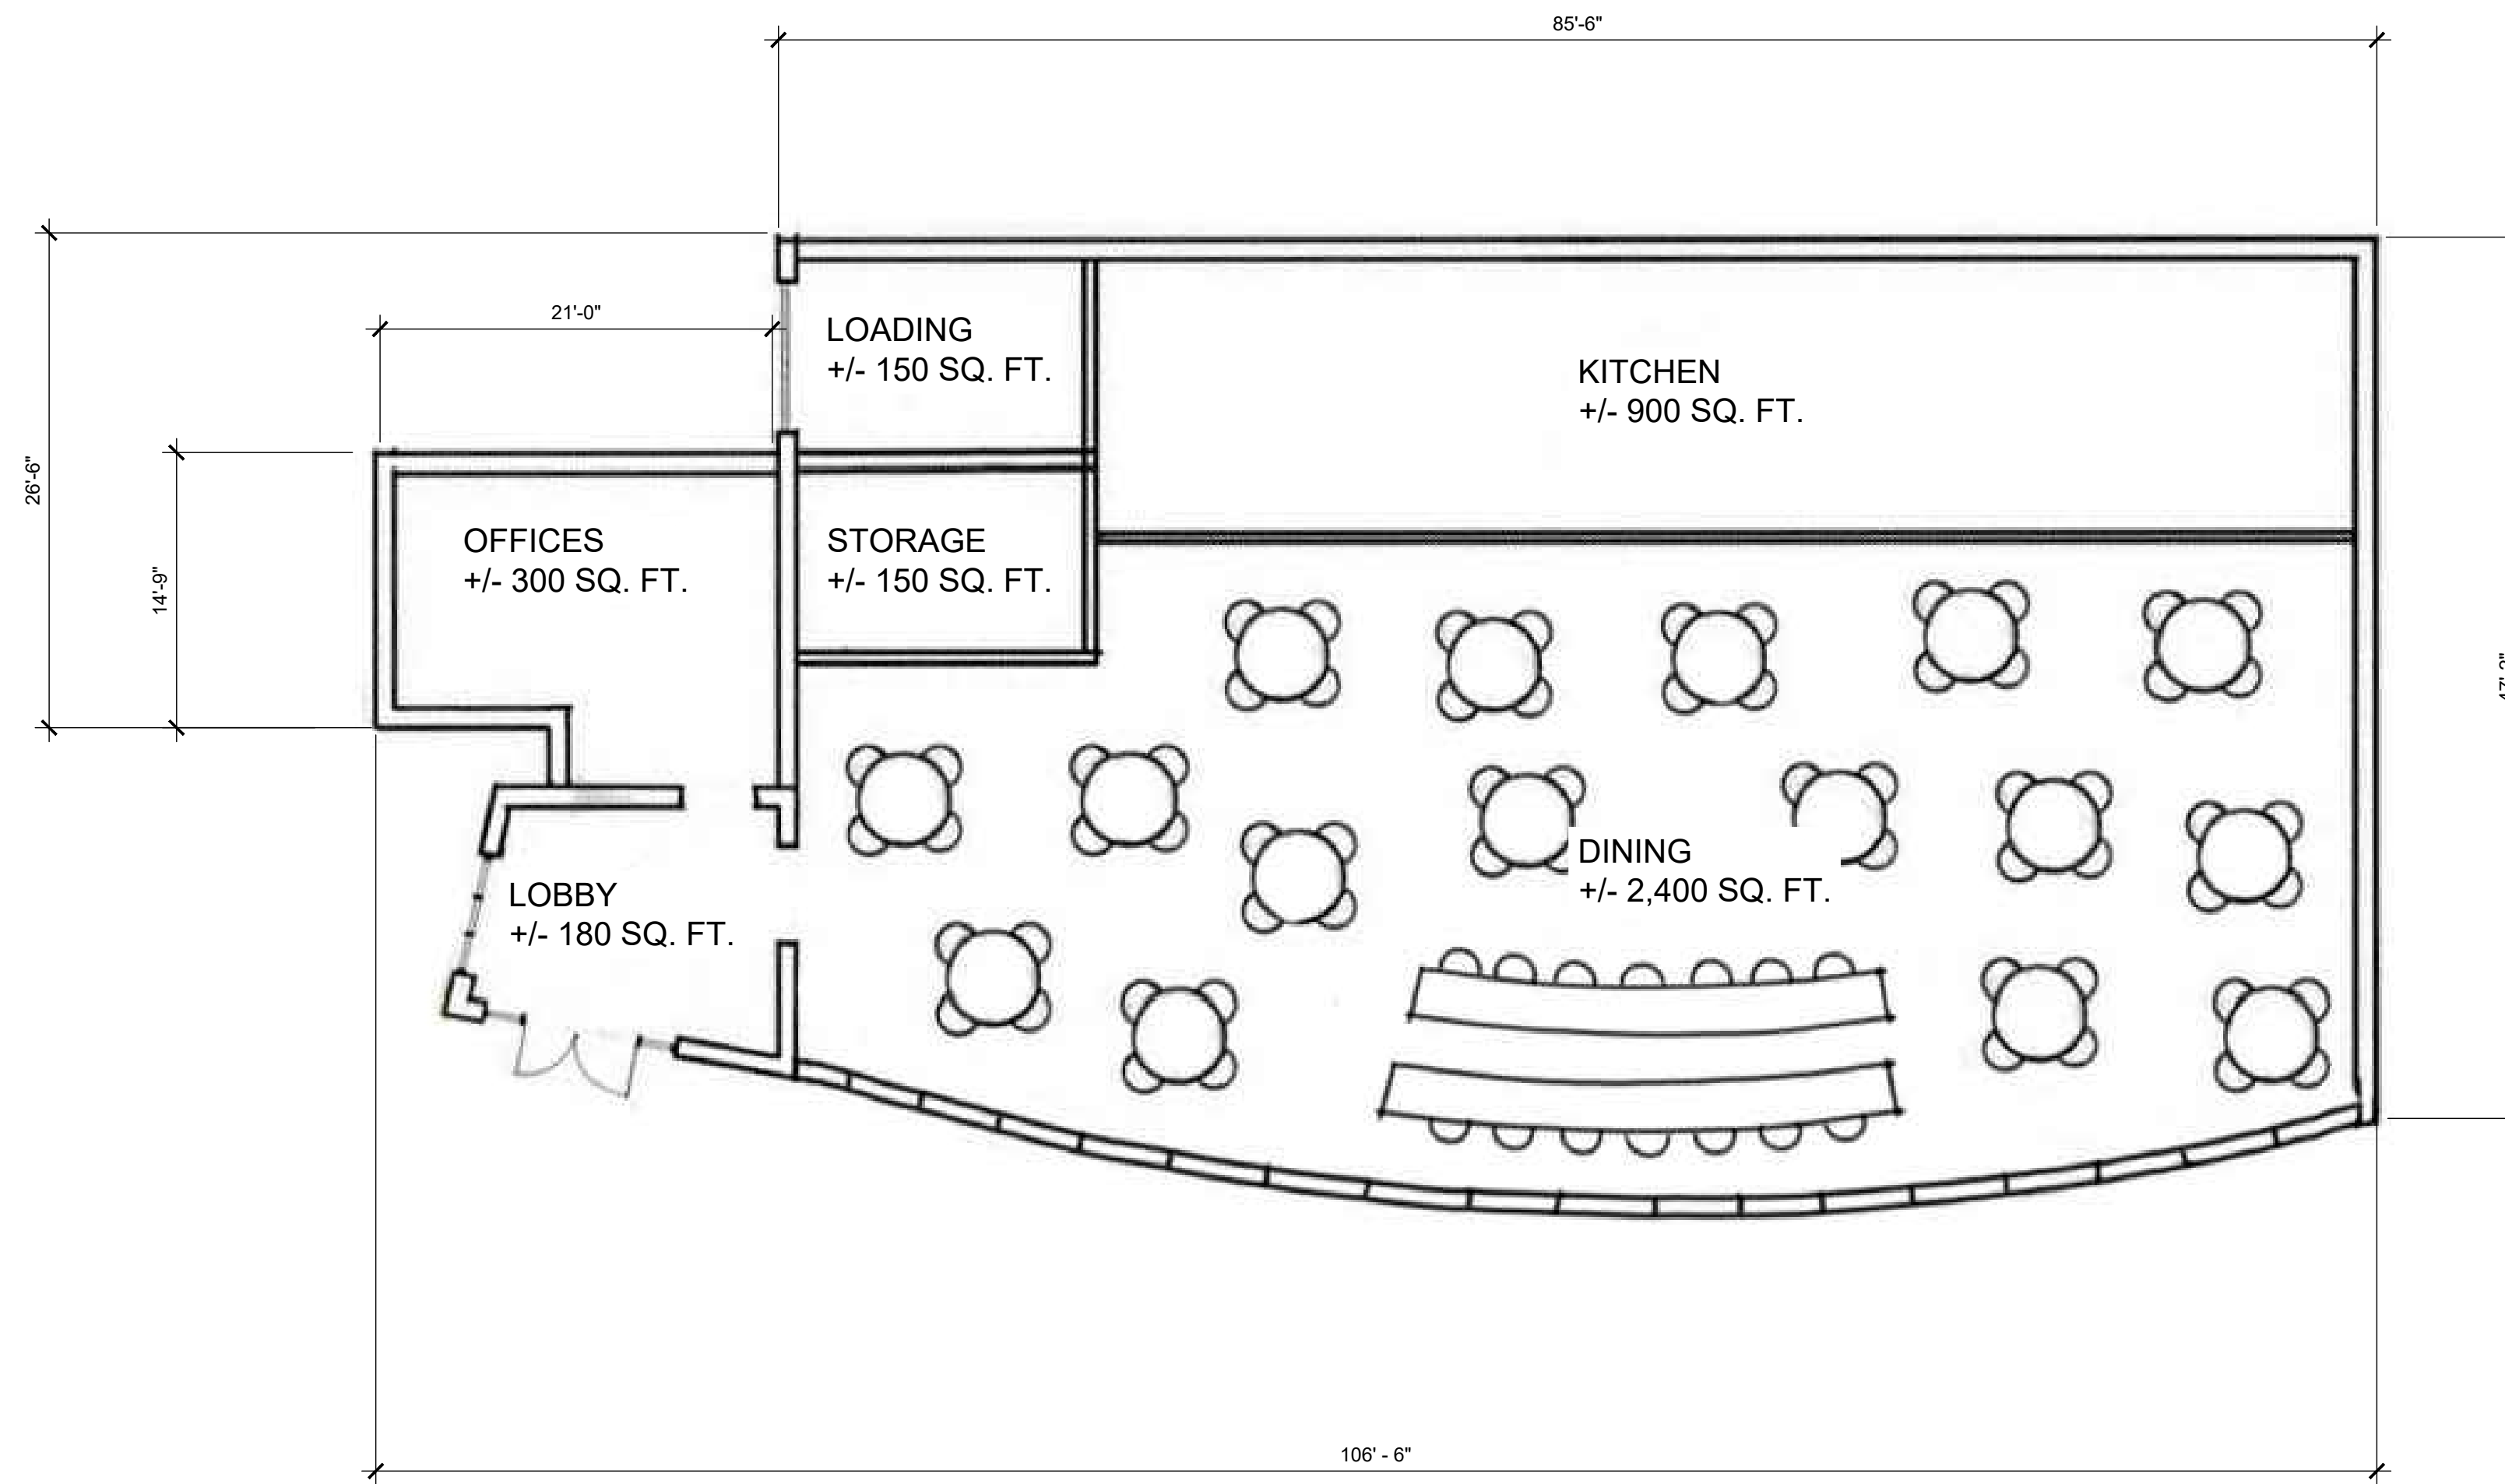 85'-6"
21'-0"
LOADING
+/- 150 SQ. FT.
KITCHEN
+/- 900 SQ. FT.
26'-6"
14'-9"
OFFICES
+/- 300 SQ. FT.
STORAGE
+/- 150 SQ. FT.
DINING
+/- 2,400 SQ. FT.
LOBBY
+/- 180 SQ. FT.
106' - 6"